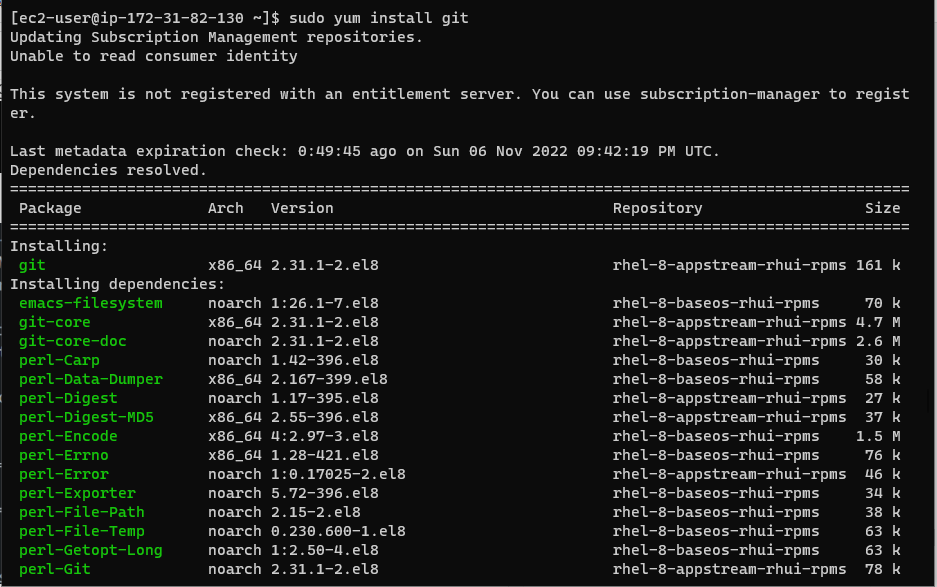 [ec2-user@ip-172-31-82-130 ~]$ sudo yum install git
Updating Subscription Management repositories.
Unable to read consumer identity
This system is not registered with an entitlement server. You can use subscription-manager to regist
er.
Last metadata expiration check: 0:49:45 ago on Sun 06 Nov 2022 09:42:19 PM UTC.
Dependencies resolved.
====================================================================================================
 Package              Arch   Version                               Repository                  Size
====================================================================================================
Installing:
 git                  x86_64 2.31.1-2.el8                          rhel-8-appstream-rhui-rpms 161 k
Installing dependencies:
 emacs-filesystem     noarch 1:26.1-7.el8                          rhel-8-baseos-rhui-rpms     70 k
 git-core             x86_64 2.31.1-2.el8                          rhel-8-appstream-rhui-rpms 4.7 M
 git-core-doc         noarch 2.31.1-2.el8                          rhel-8-appstream-rhui-rpms 2.6 M
 perl-Carp            noarch 1.42-396.el8                          rhel-8-baseos-rhui-rpms     30 k
 perl-Data-Dumper     x86_64 2.167-399.el8                         rhel-8-baseos-rhui-rpms     58 k
 perl-Digest          noarch 1.17-395.el8                          rhel-8-appstream-rhui-rpms  27 k
 perl-Digest-MD5      x86_64 2.55-396.el8                          rhel-8-appstream-rhui-rpms  37 k
 perl-Encode          x86_64 4:2.97-3.el8                          rhel-8-baseos-rhui-rpms    1.5 M
 perl-Errno           x86_64 1.28-421.el8                          rhel-8-baseos-rhui-rpms     76 k
 perl-Error           noarch 1:0.17025-2.el8                       rhel-8-appstream-rhui-rpms  46 k
 perl-Exporter        noarch 5.72-396.el8                          rhel-8-baseos-rhui-rpms     34 k
 perl-File-Path       noarch 2.15-2.el8                            rhel-8-baseos-rhui-rpms     38 k
 perl-File-Temp       noarch 0.230.600-1.el8                       rhel-8-baseos-rhui-rpms     63 k
 perl-Getopt-Long     noarch 1:2.50-4.el8                          rhel-8-baseos-rhui-rpms     63 k
 perl-Git             noarch 2.31.1-2.el8                          rhel-8-appstream-rhui-rpms  78 k